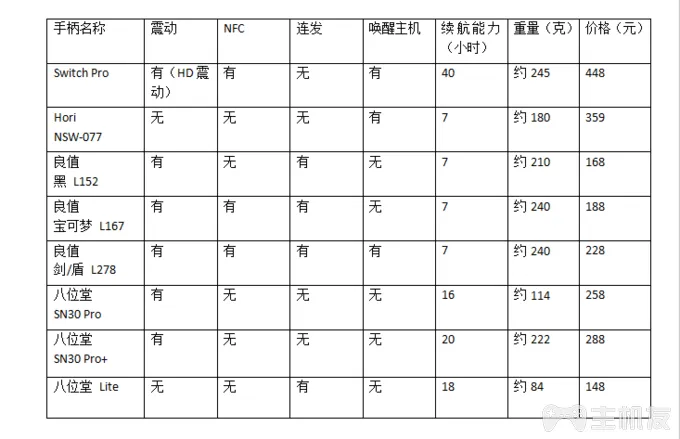 手柄名称 震动 NFC 连发 唤醒主机 续航能力 重量（克） 价格（元）
（小时）
Switch Pro 有（HD 震 有 无 有 40 约 245 448
动）
Hori 无 无 无 有 7 约 180 359
NSW-077
良值 有 无 有 无 7 约 210 168
黑 L152
良值 有 有 有 无 7 约 240 188
宝可梦 L167
良值 有 有 有 有 7 约 240 228
剑/盾 L278
八位堂 有 无 无 无 16 约 114 258
SN30 Pro
八位堂 有 无 无 无 20 约 222 288
SN30 Pro+
八位堂 Lite 无 无 有 无 18 约 84 148
主机友